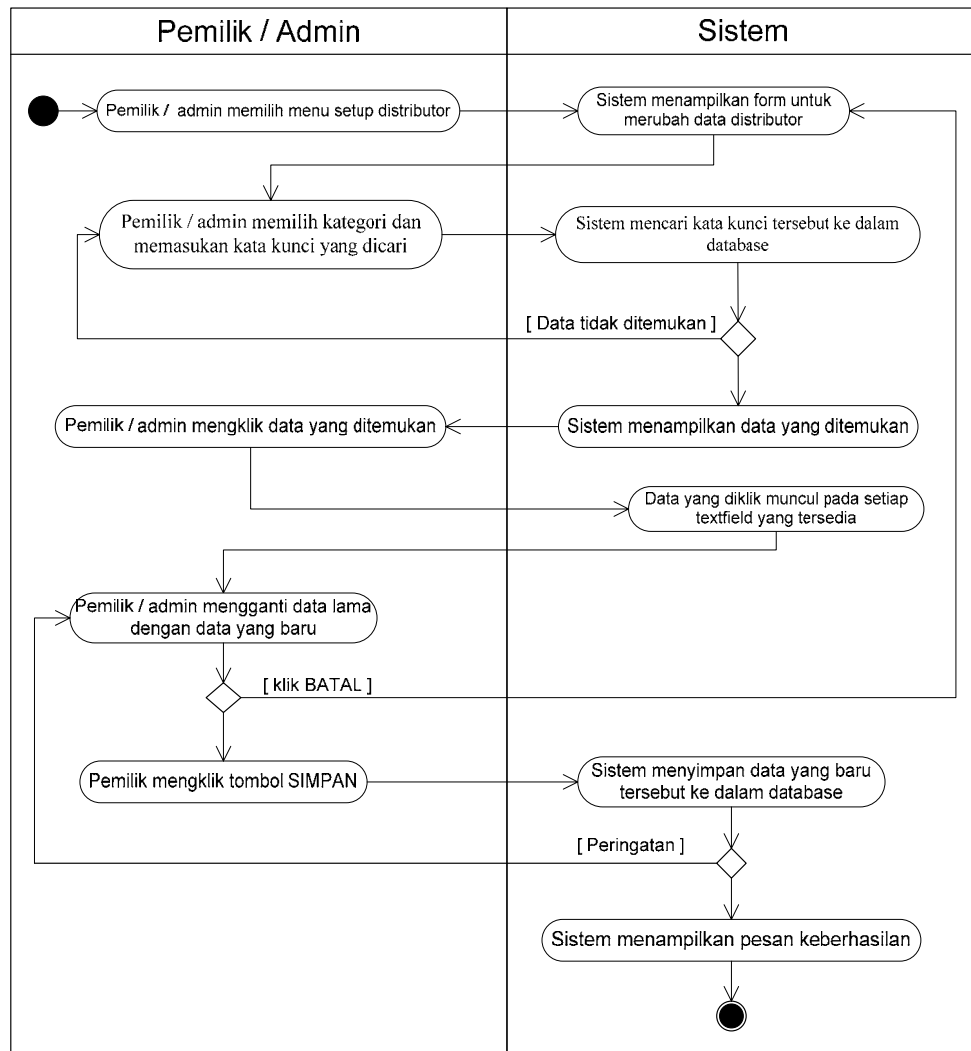 Pemilik / Admin
Sistem
Pemilik / admin memilih menu setup distributor
Sistem menampilkan form untuk
merubah data distributor
Pemilik / admin memilih kategori dan
memasukan kata kunci yang dicari
Sistem mencari kata kunci tersebut ke dalam
database
[ Data tidak ditemukan ]
Pemilik / admin mengklik data yang ditemukan
Sistem menampilkan data yang ditemukan
Data yang diklik muncul pada setiap
textfield yang tersedia
Pemilik / admin mengganti data lama
dengan data yang baru
[ klik BATAL ]
Pemilik mengklik tombol SIMPAN
Sistem menyimpan data yang baru
tersebut ke dalam database
[ Peringatan ]
Sistem menampilkan pesan keberhasilan